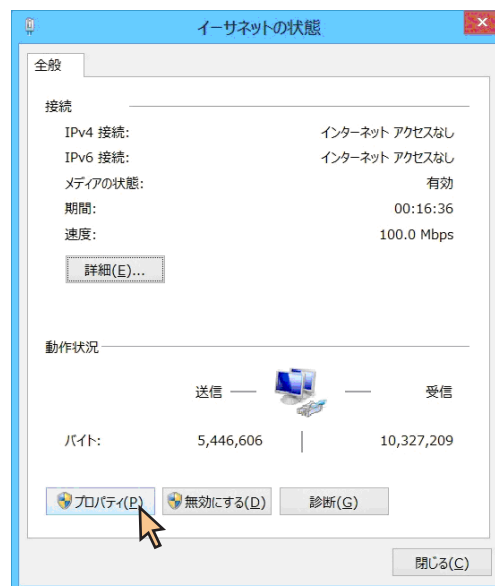 イーサネットの状態
全般
接続
IPv4 接続: インターネット アクセスなし
IPv6 接続: インターネット アクセスなし
メディアの状態: 有効
期間: 00:16:36
速度: 100.0 Mbps
詳細(E)...
動作状況
送信 受信
バイト: 5,446,606 10,327,209
プロパティ(P) 無効にする(D) 診断(G)
閉じる(C)